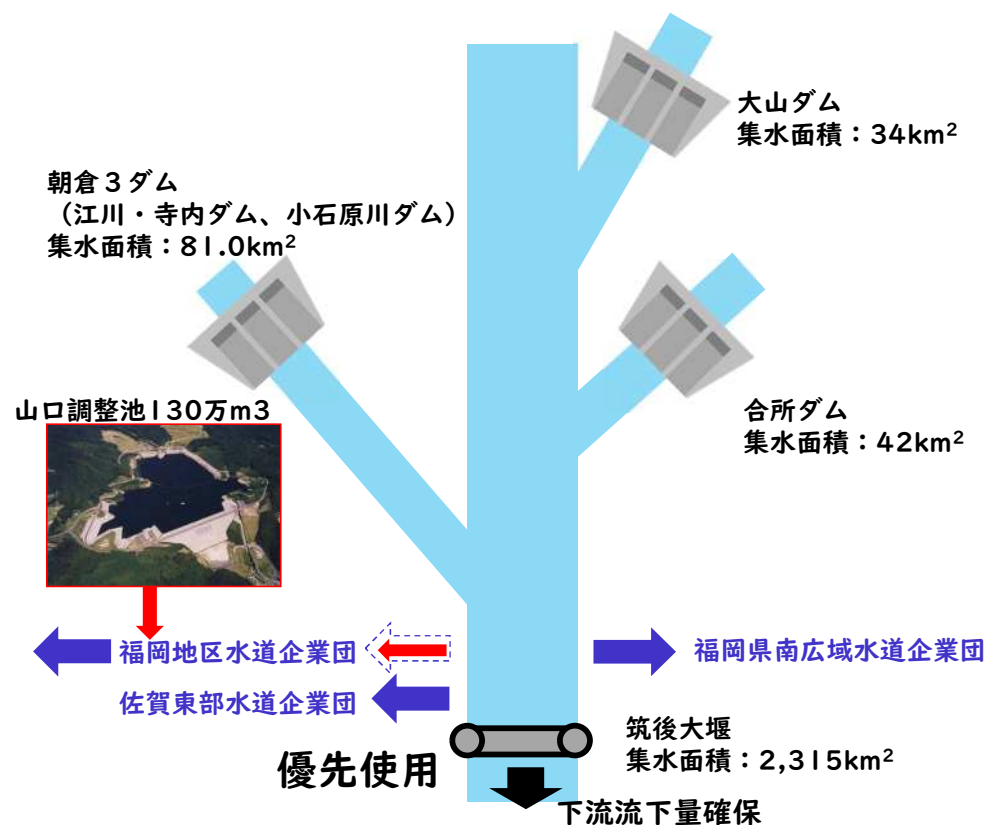 大山ダム
集水面積：34km²
朝倉３ダム
（江川・寺内ダム、小石原川ダム）
集水面積：81.0km²
山口調整池130万m3
合所ダム
集水面積：42km²
福岡地区水道企業団
福岡県南広域水道企業団
佐賀東部水道企業団
筑後大堰
集水面積：2,315km²
優先使用
下流流下量確保